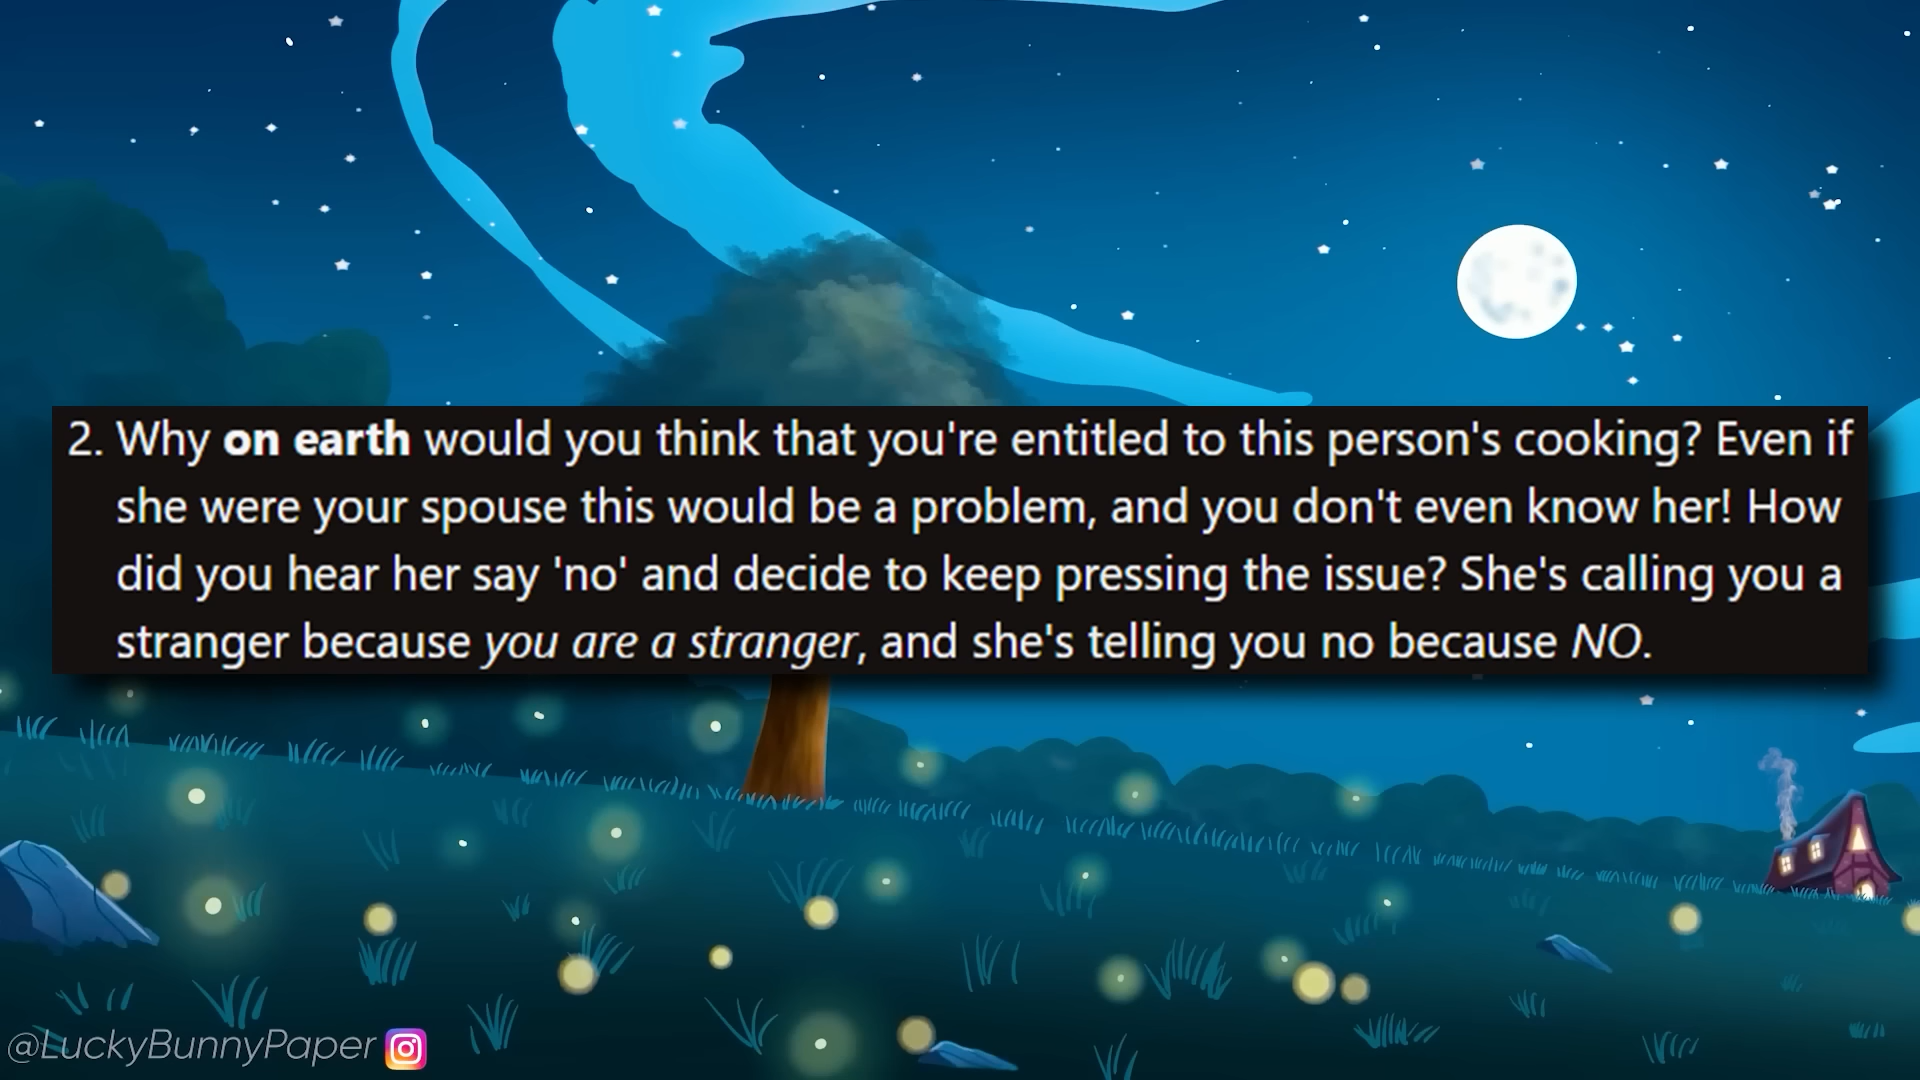 2. Why on earth would you think that you're entitled to this person's cooking? Even if
she were your spouse this would be a problem, and you don't even know her! How
did you hear her say 'no' and decide to keep pressing the issue? She's calling you a
stranger because you are a stranger, and she's telling you no because NO.
@LuckyBunnyPaper